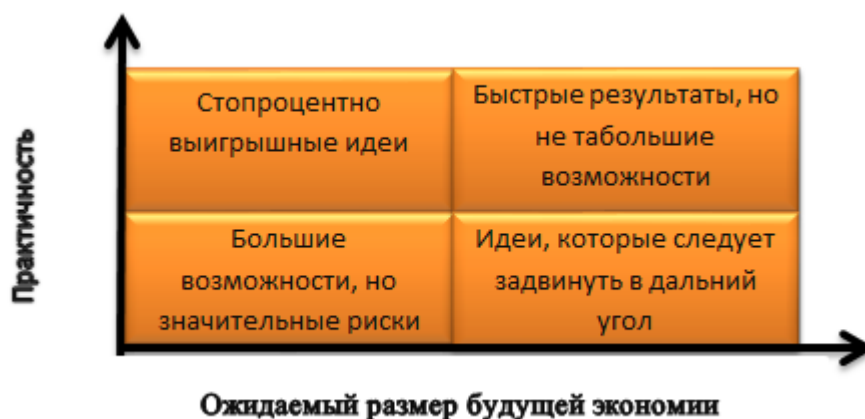 Практичность
Стопроцентно
выигрышные идеи
Быстрые результаты, но
не табольшие
возможности
Большие
возможности, но
значительные риски
Идеи, которые следует
задвинуть в дальний
угол
Ожидаемый размер будущей экономии